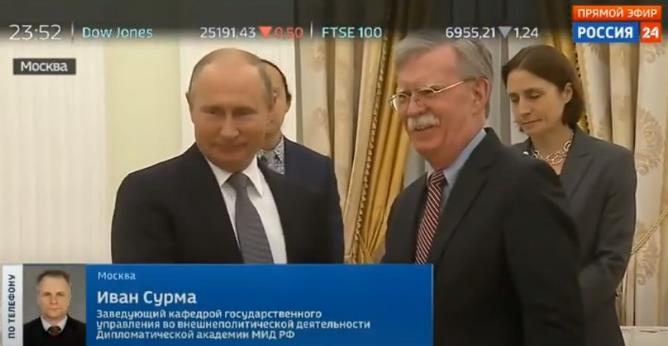 23:52 Dow Jones 25191.43 ▼ 0,50 FTSE 100 6955,21 ▼ 1,24
ПРЯМОЙ ЭФИР
РОССИЯ 24
Москва
ПО ТЕЛЕФОНУ
Москва
Иван Сурма
Заведующий кафедрой государственного
управления во внешнеполитической деятельности
Дипломатической академии МИД РФ